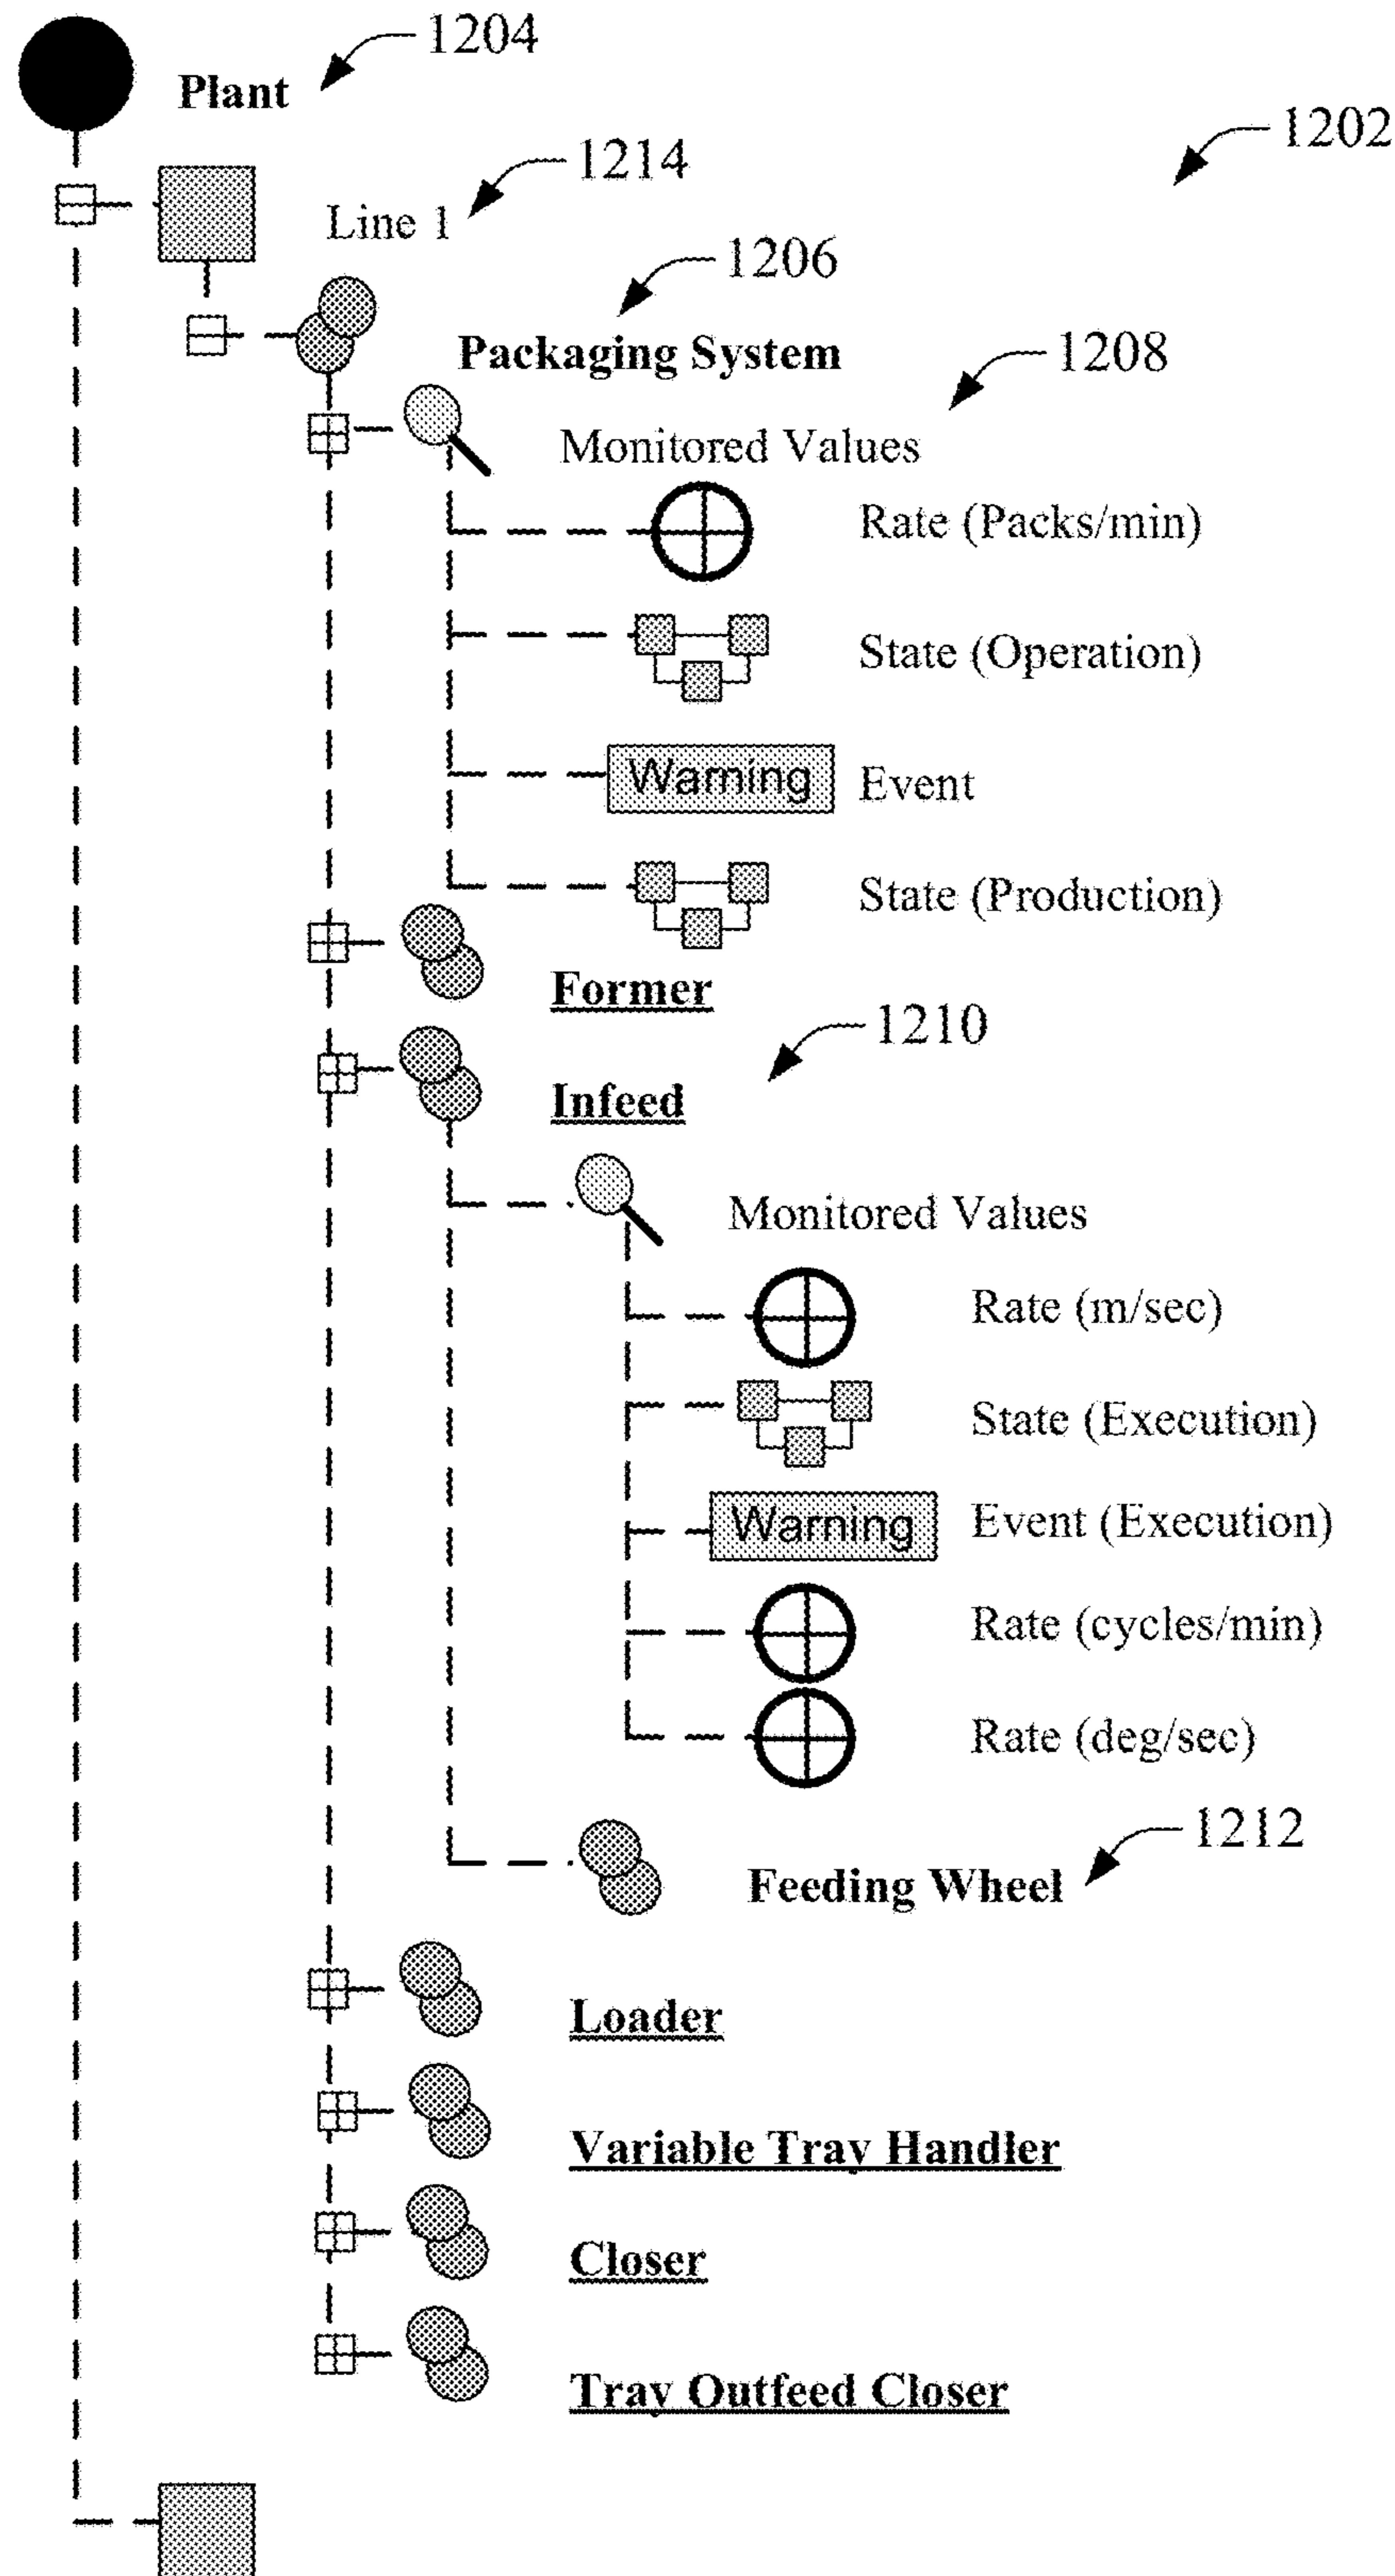 1204
Plant
1202
1214
Line 1
1206
Packaging System
1208
Monitored Values
Rate (Packs/min)
State (Operation)
Warning Event
State (Production)
Former
1210
Infeed
Monitored Values
Rate (m/sec)
State (Execution)
Warning Event (Execution)
Rate (cycles/min)
Rate (deg/sec)
1212
Feeding Wheel
Loader
Variable Tray Handler
Closer
Tray Outfeed Closer